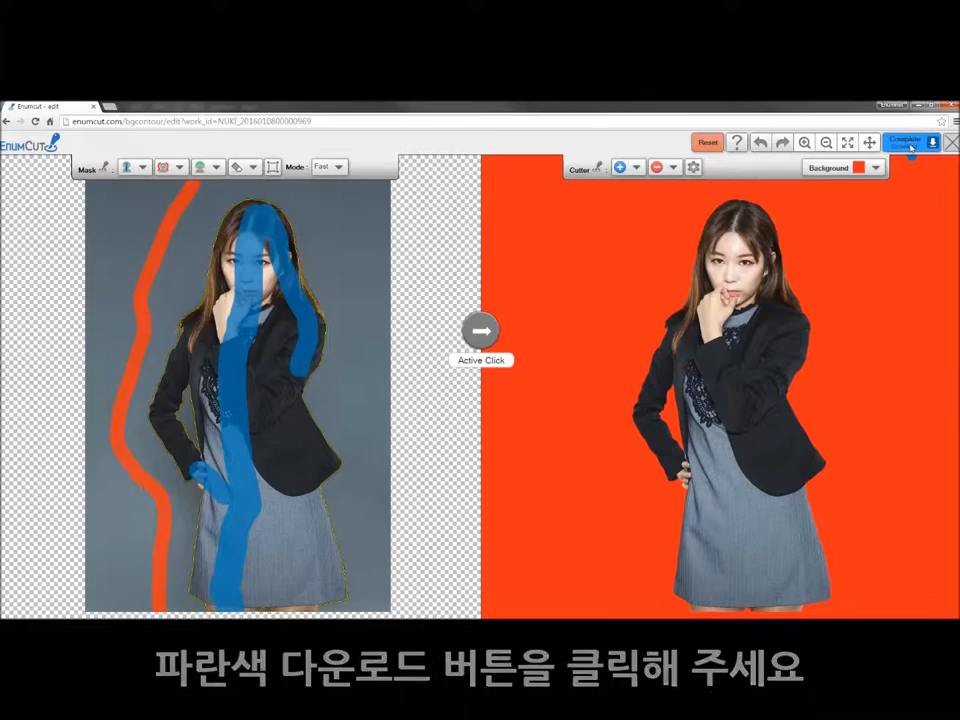 Enumcut - edit
enumcut.com/bgcontour/edit?work_id=NUKI_2016010800000969
ENUMCUT
Reset
?
Complete
Mask
:
Mode :
Fast
Cutter
:
Background
Active Click
파란색 다운로드 버튼을 클릭해 주세요